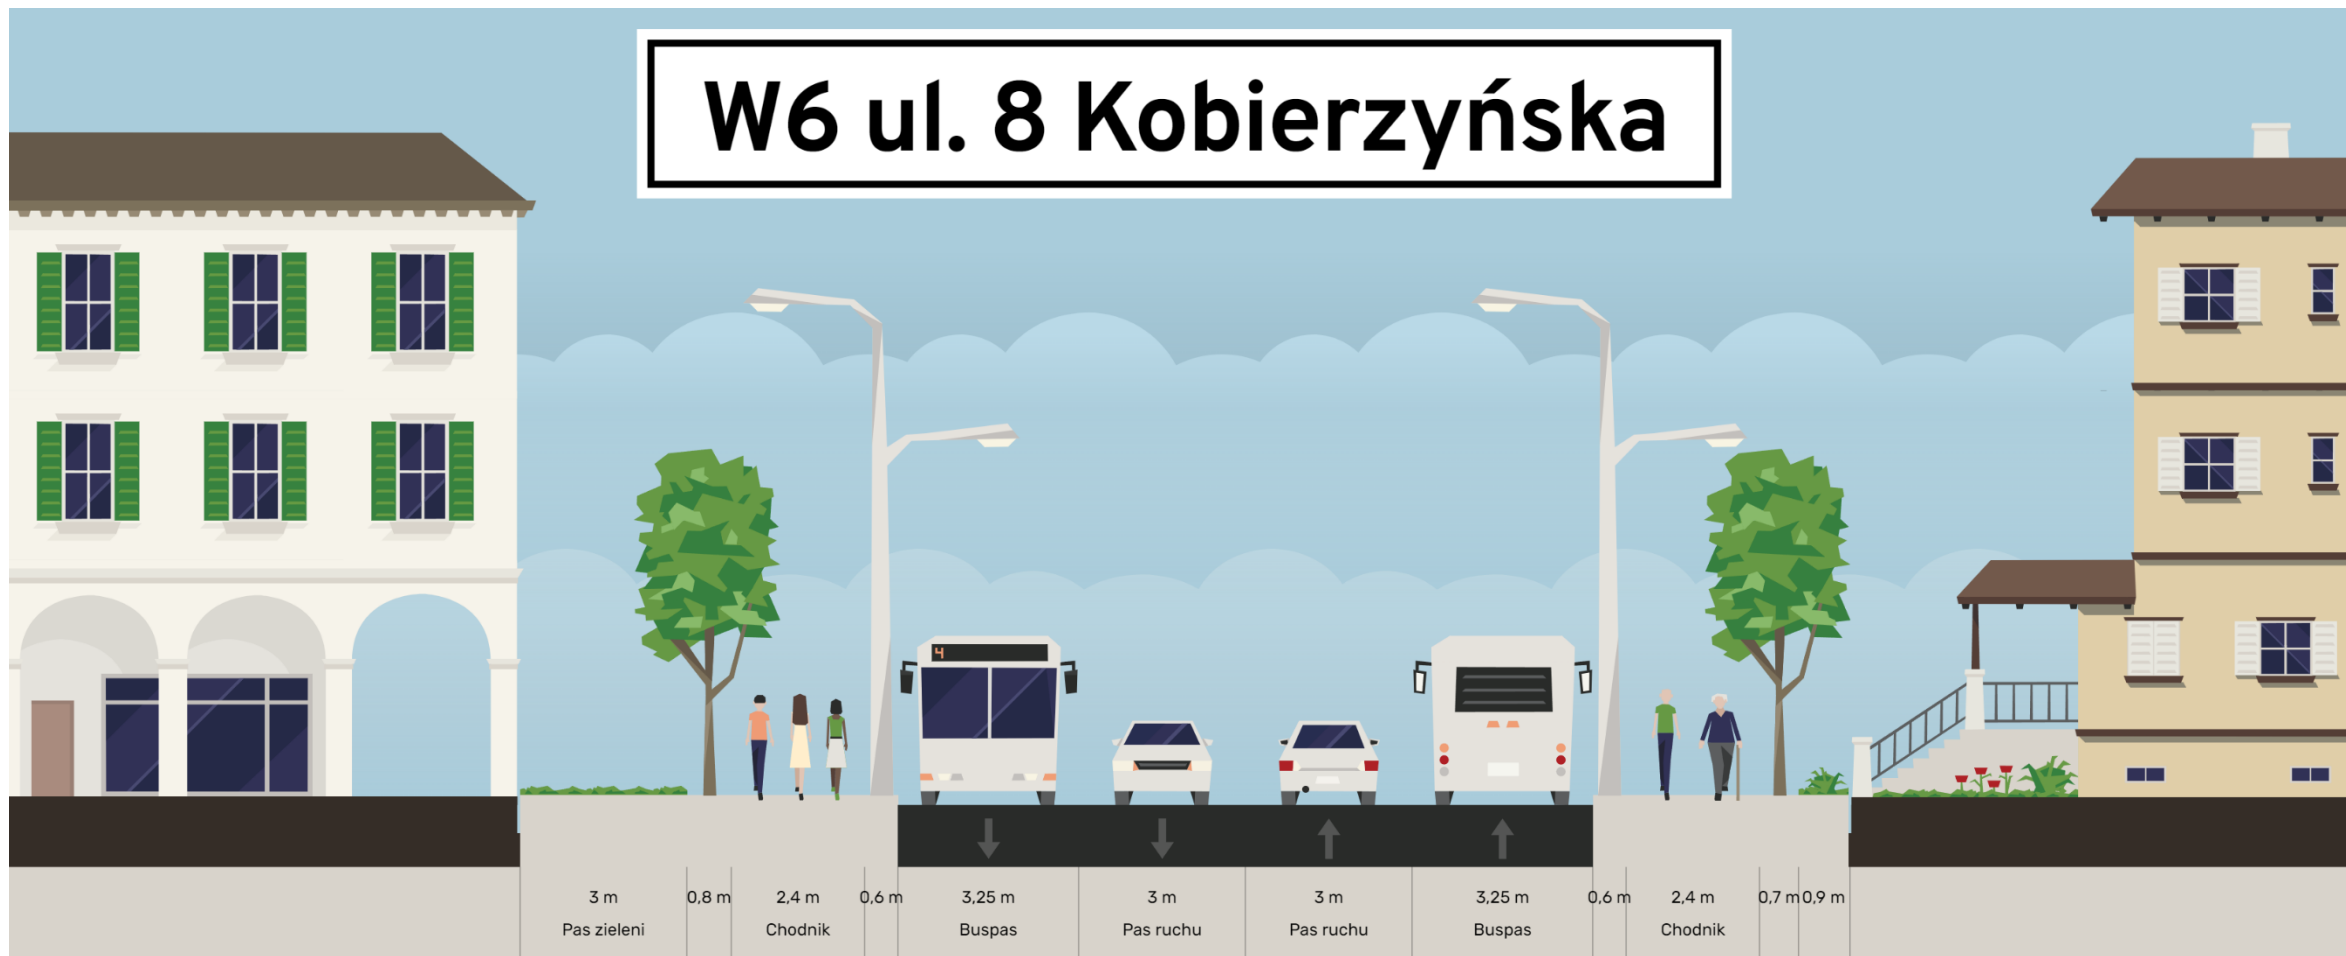 W6 ul. 8 Kobierzyńska
4
3 m
Pas zieleni
0,8 m
2,4 m
Chodnik
0,6 m
3,25 m
Buspas
3 m
Pas ruchu
3 m
Pas ruchu
3,25 m
Buspas
0,6 m
2,4 m
Chodnik
0,7 m
0,9 m